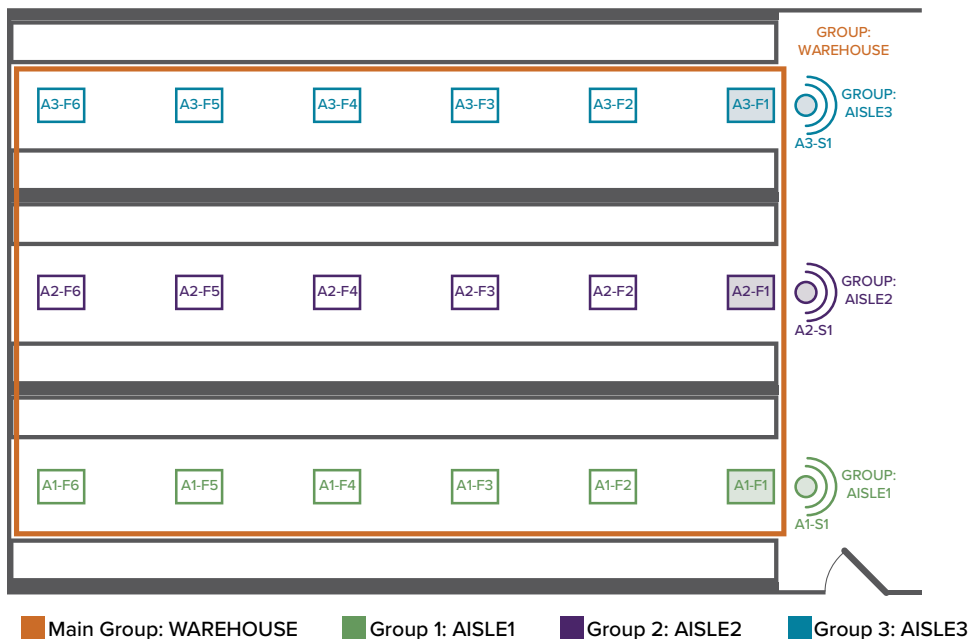 GROUP:
WAREHOUSE
A3-F6 A3-F5 A3-F4 A3-F3 A3-F2 A3-F1
GROUP:
AISLE3
A3-S1
A2-F6 A2-F5 A2-F4 A2-F3 A2-F2 A2-F1
GROUP:
AISLE2
A2-S1
A1-F6 A1-F5 A1-F4 A1-F3 A1-F2 A1-F1
GROUP:
AISLE1
A1-S1
Main Group: WAREHOUSE Group 1: AISLE1 Group 2: AISLE2 Group 3: AISLE3